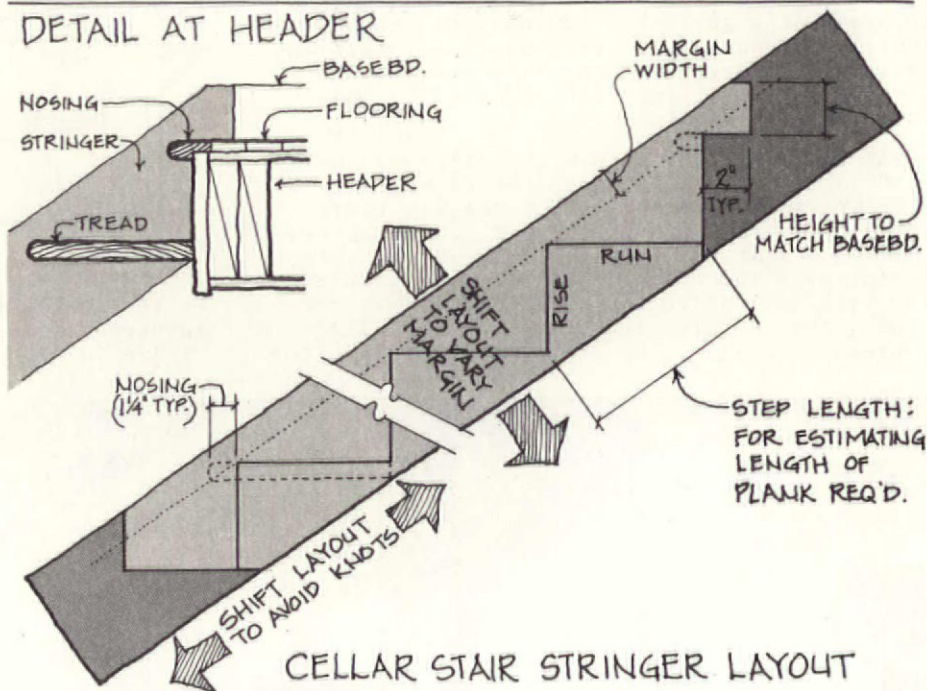 DETAIL AT HEADER
BASEBD.
NOSING
FLOORING
STRINGER
HEADER
TREAD
MARGIN
WIDTH
2"
TYP.
HEIGHT TO
MATCH BASEBD.
RUN
RISE
SHIFT
LAYOUT
TO VARY
MARGIN
NOSING
(1¼" TYP.)
STEP LENGTH:
FOR ESTIMATING
LENGTH OF
PLANK REQ'D.
SHIFT LAYOUT
TO AVOID KNOTS
CELLAR STAIR STRINGER LAYOUT